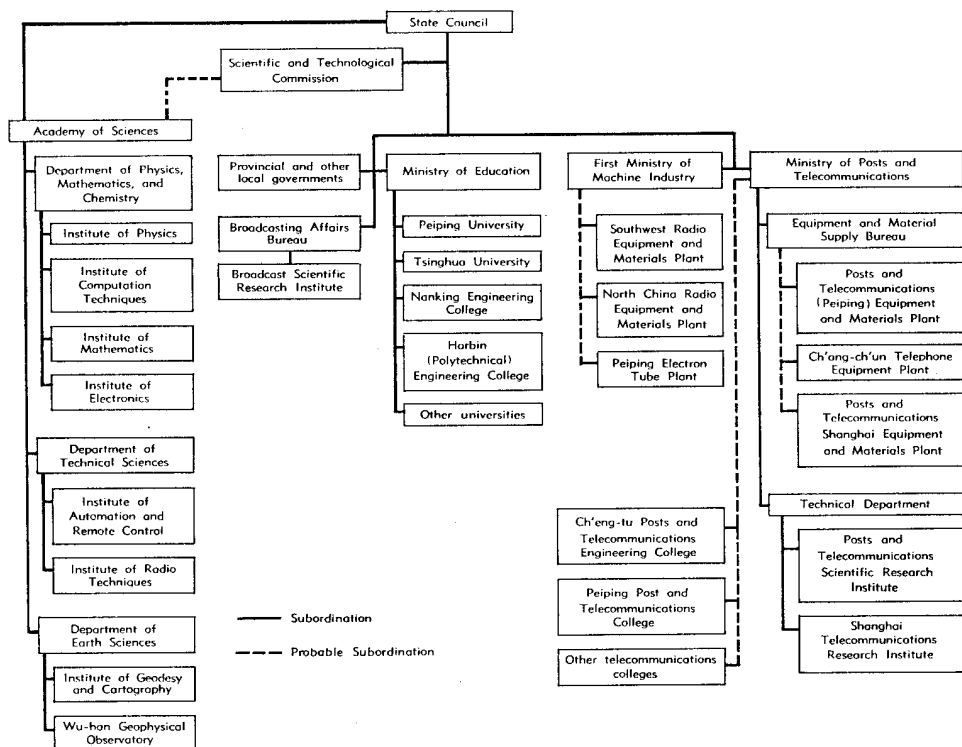 State Council
Scientific and Technological
Commission
Academy of Sciences
Department of Physics,
Mathematics, and
Chemistry
Institute of Physics
Institute of
Computation
Techniques
Institute of
Mathematics
Institute of
Electronics
Department of
Technical Sciences
Institute of
Automation and
Remote Control
Institute of Radio
Techniques
Department of
Earth Sciences
Institute of Geodesy
and Cartography
Wu-han Geophysical
Observatory
Provincial and other
local governments
Broadcasting Affairs
Bureau
Broadcast Scientific
Research Institute
Ministry of Education
Peiping University
Tsinghua University
Nanking Engineering
College
Harbin
(Polytechnical)
Engineering College
Other universities
First Ministry of
Machine Industry
Southwest Radio
Equipment and
Materials Plant
North China Radio
Equipment and
Materials Plant
Peiping Electron
Tube Plant
Ch'eng-tu Posts and
Telecommunications
Engineering College
Peiping Post and
Telecommunications
College
Other telecommunications
colleges
Ministry of Posts and
Telecommunications
Equipment and Material
Supply Bureau
Posts and
Telecommunications
(Peiping) Equipment
and Materials Plant
Ch'ang-ch'un Telephone
Equipment Plant
Posts and
Telecommunications
Shanghai Equipment
and Materials Plant
Technical Department
Posts and
Telecommunications
Scientific Research
Institute
Shanghai
Telecommunications
Research Institute
Subordination
Probable Subordination